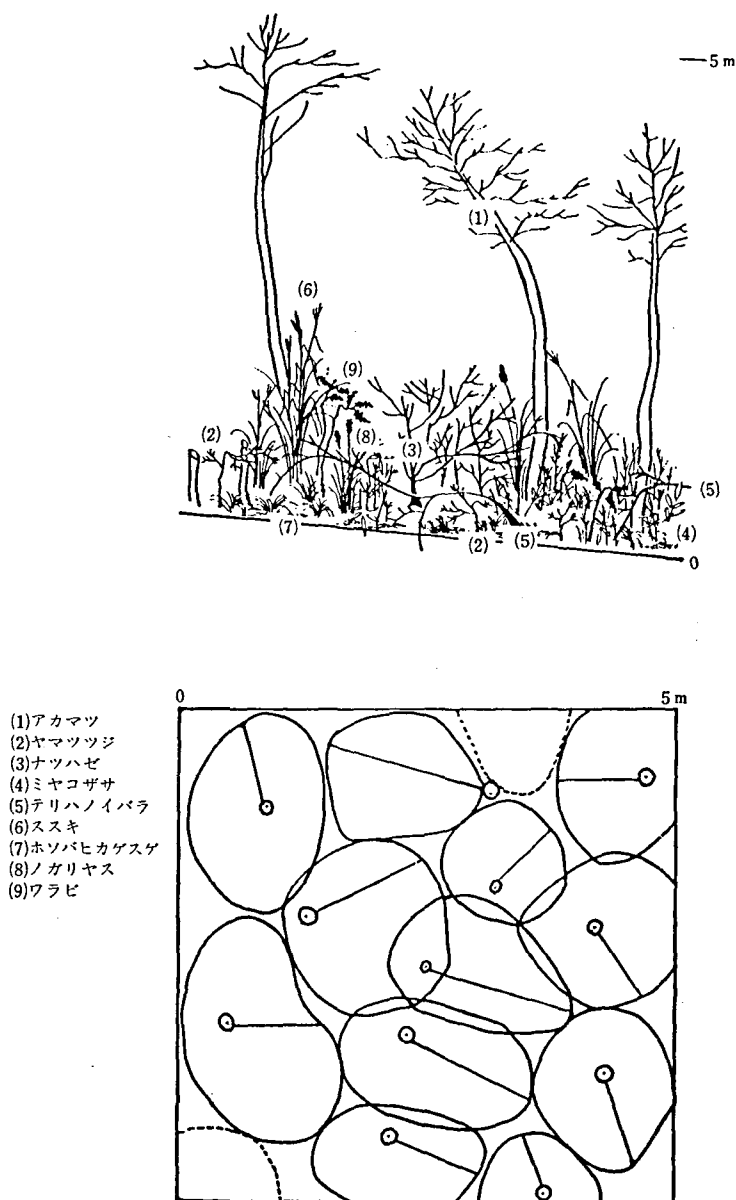 5 m
(1)
(6)
(9)
(2)
(8)
(3)
(5)
(4)
(7)
(2)
(5)
0
0
5 m
(1)アカマツ
(2)ヤマツツジ
(3)ナツハゼ
(4)ミヤコザサ
(5)テリハノイバラ
(6)ススキ
(7)ホソバヒカゲスゲ
(8)ノガリヤス
(9)ワラビ